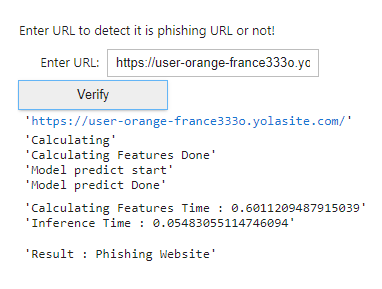 Enter URL to detect it is phishing URL or not!
Enter URL: https://user-orange-france333o.yo
Verify
'https://user-orange-france333o.yolasite.com/'
'Calculating'
'Calculating Features Done'
'Model predict start'
'Model predict Done'
'Calculating Features Time : 0.6011209487915039'
'Inference Time : 0.05483055114746094'
'Result : Phishing Website'